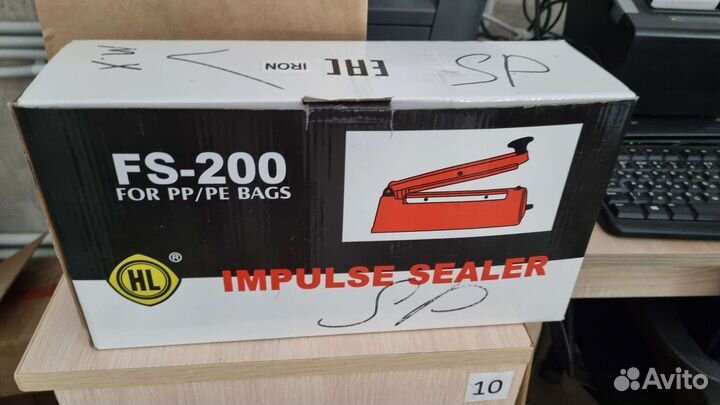 M.X
IRON
EAC
SP
FS-200
FOR PP/PE BAGS
HL ®
IMPULSE SEALER
SP
10
Avito